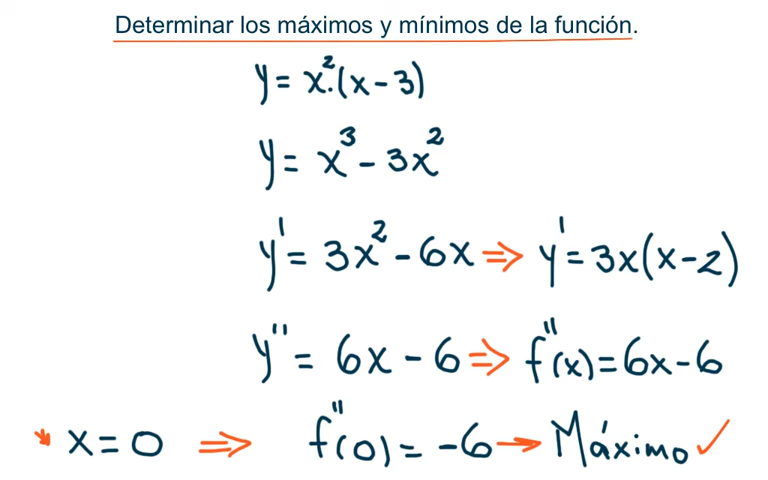 Determinar los máximos y mínimos de la función.
y = x².(x - 3)
y = x³ - 3x²
y' = 3x² - 6x ⇒ y' = 3x(x - 2)
y'' = 6x - 6 ⇒ f''(x) = 6x - 6
* x = 0 ⇒ f''(0) = -6 → Máximo ✓